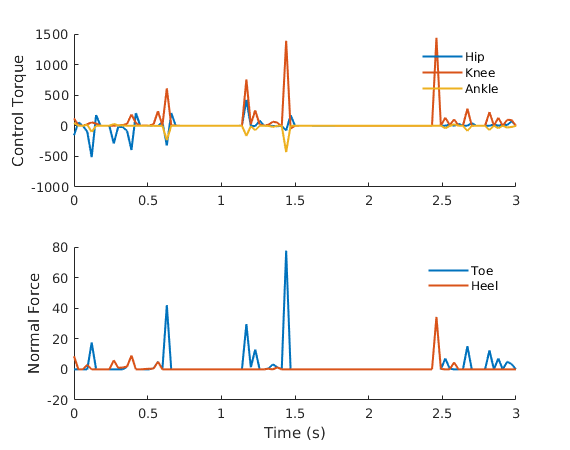 Control Torque
1500
1000
500
0
-500
-1000
Hip
Knee
Ankle
0 0.5 1 1.5 2 2.5 3
Normal Force
80
60
40
20
0
-20
Toe
Heel
0 0.5 1 1.5 2 2.5 3
Time (s)